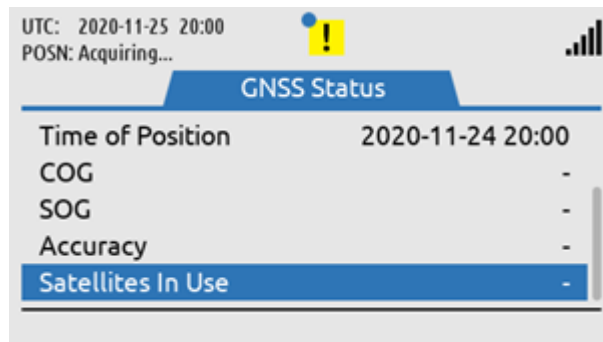 UTC: 2020-11-25 20:00
POSN: Acquiring...
!
GNSS Status
Time of Position 2020-11-24 20:00
COG -
SOG -
Accuracy -
Satellites In Use -